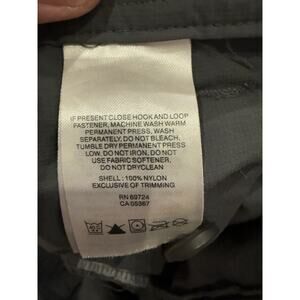 IF PRESENT CLOSE HOOK AND LOOP
FASTENER, MACHINE WASH WARM
PERMANENT PRESS, WASH
SEPARATELY, DO NOT BLEACH,
TUMBLE DRY PERMANENT PRESS
LOW, DO NOT IRON, DO NOT
USE FABRIC SOFTENER,
DO NOT DRYCLEAN
SHELL : 100% NYLON
EXCLUSIVE OF TRIMMING
RN 69724
CA 05367